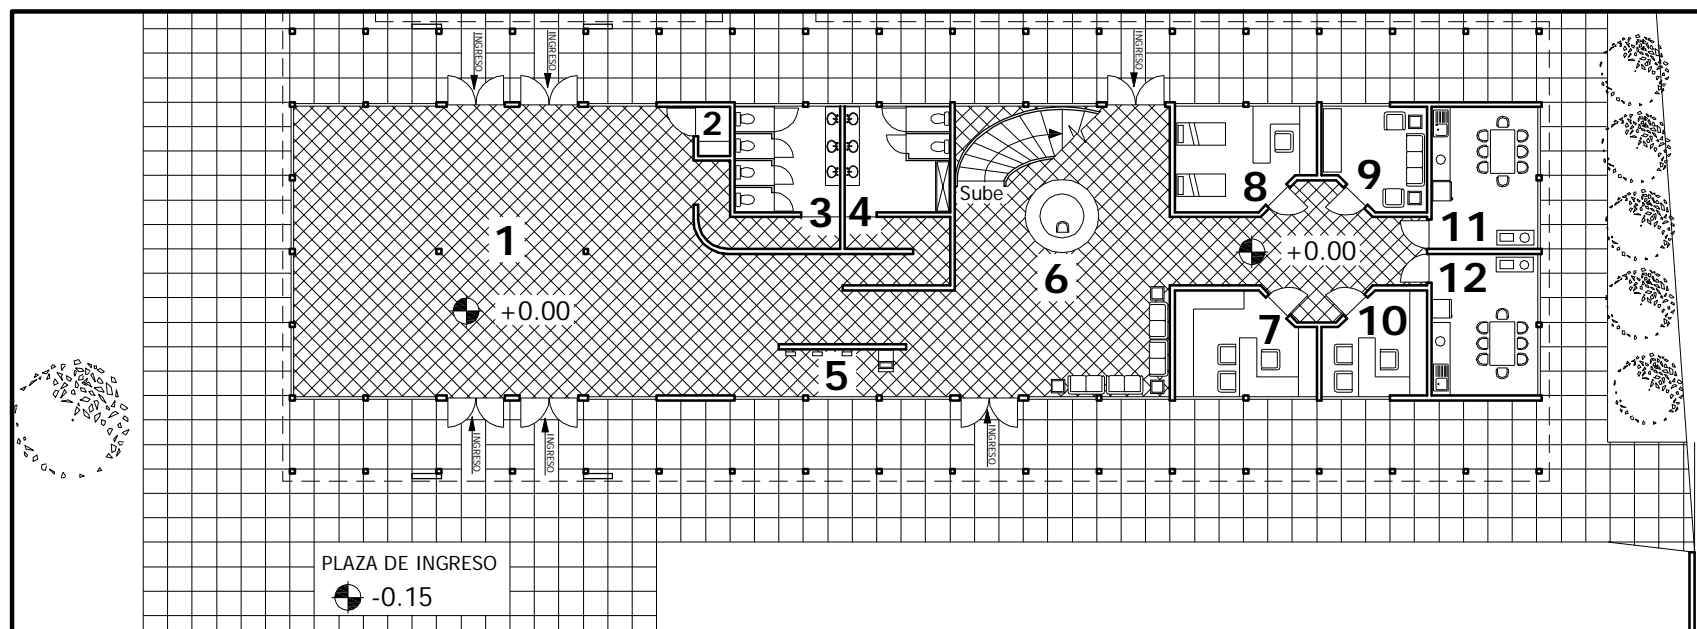 INGRESO
INGRESO
INGRESO
2
Sube
8
9
3
4
1
11
+0.00
6
12
+0.00
7
10
5
INGRESO
INGRESO
INGRESO
PLAZA DE INGRESO
-0.15